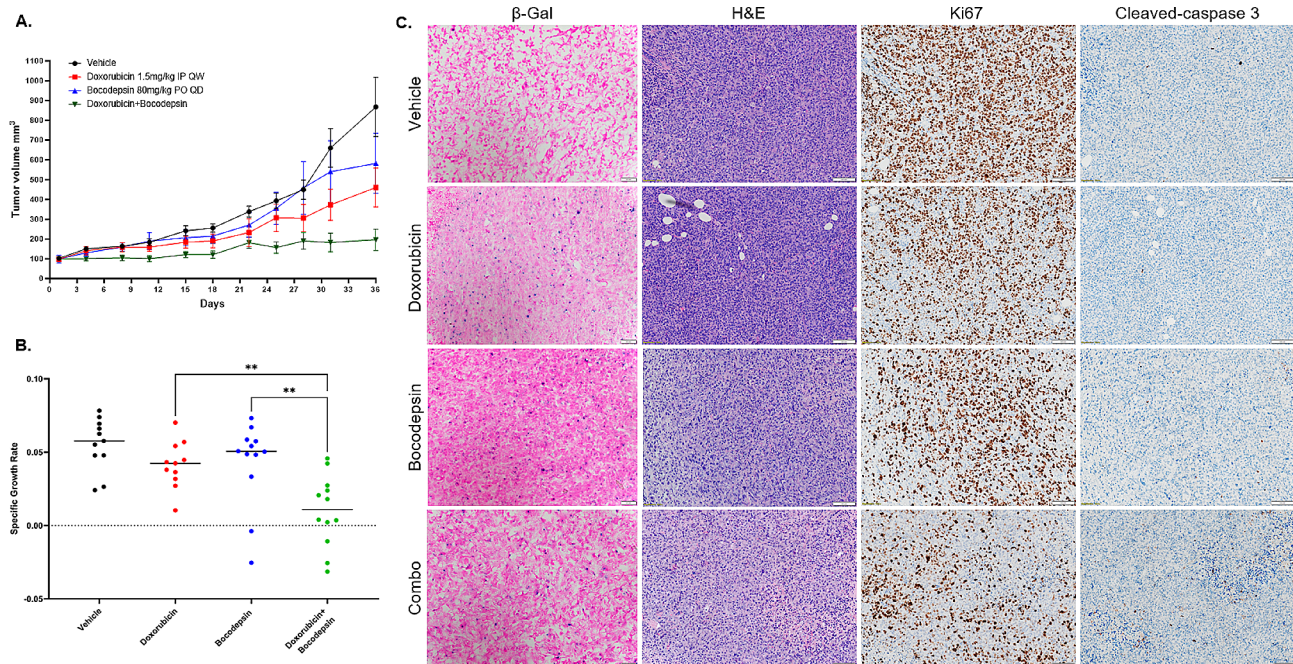 A.
Vehicle
Doxorubicin 1.5mg/kg IP QW
Bocodepsin 80mg/kg PO QD
Doxorubicin+Bocodepsin
Tumor volume mm³
1100
1000
900
800
700
600
500
400
300
200
100
0
0 3 6 9 12 15 18 21 24 27 30 33 36
Days
B.
** 
**
Specific Growth Rate
0.10
0.05
0.00
-0.05
Vehicle
Doxorubicin
Bocodepsin
Doxorubicin+
Bocodepsin
C.
β-Gal H&E Ki67 Cleaved-caspase 3
Vehicle
Doxorubicin
Bocodepsin
Combo